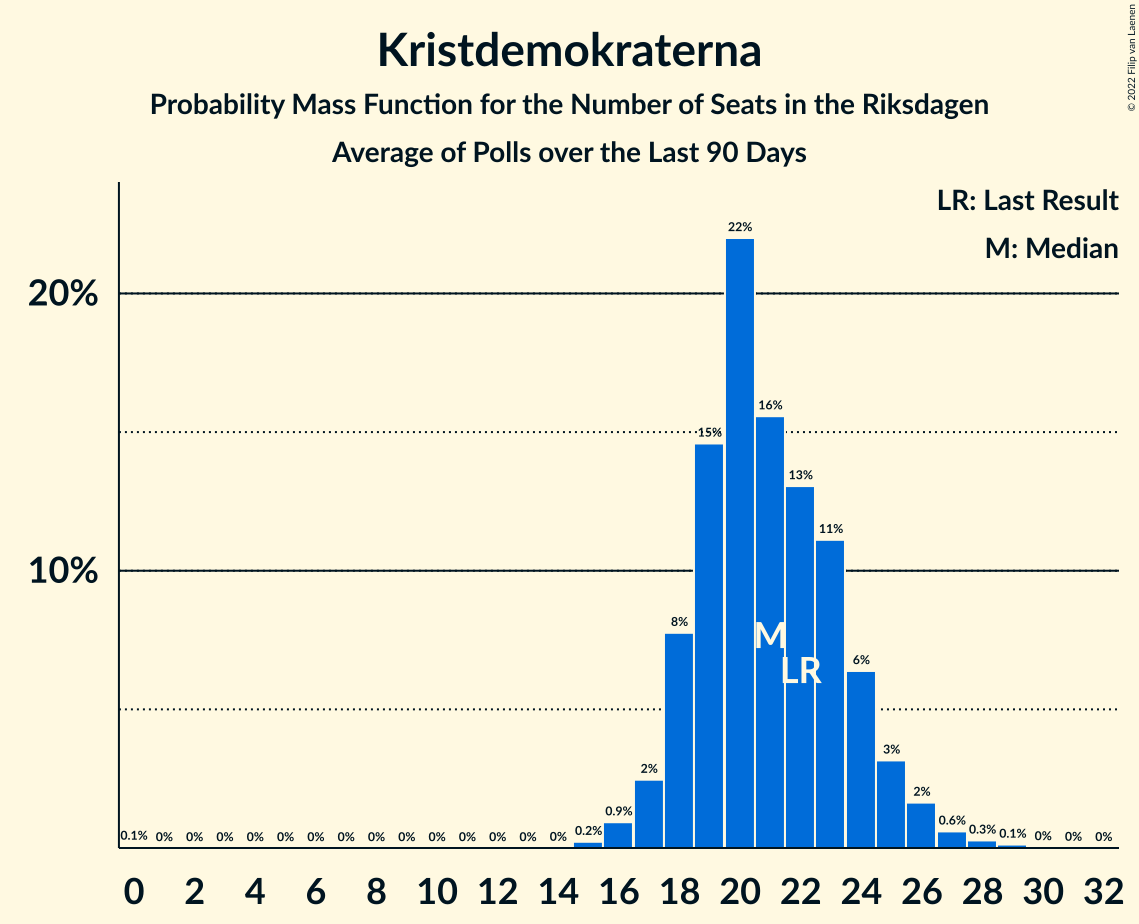 Kristdemokraterna
Probability Mass Function for the Number of Seats in the Riksdagen
Average of Polls over the Last 90 Days
© 2022 Filip van Laenen
LR: Last Result
M: Median
20%
10%
0.1% 0% 0% 0% 0% 0% 0% 0% 0% 0% 0% 0% 0% 0% 0% 0.2% 0.9% 2% 8% 15% 22% 16% 13% 11% 6% 3% 2% 0.6% 0.3% 0.1% 0% 0% 0%
M
LR
0 2 4 6 8 10 12 14 16 18 20 22 24 26 28 30 32